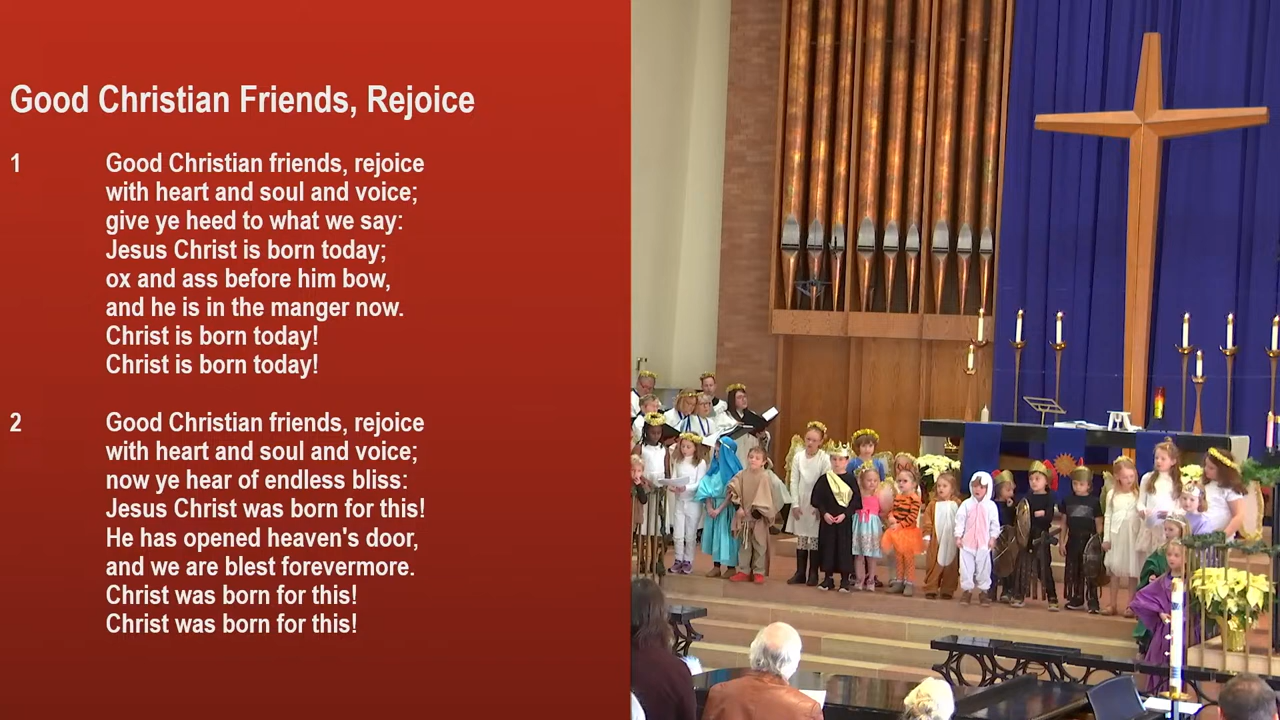 Good Christian Friends, Rejoice
1 Good Christian friends, rejoice
with heart and soul and voice;
give ye heed to what we say:
Jesus Christ is born today;
ox and ass before him bow,
and he is in the manger now.
Christ is born today!
Christ is born today!
2 Good Christian friends, rejoice
with heart and soul and voice;
now ye hear of endless bliss:
Jesus Christ was born for this!
He has opened heaven's door,
and we are blest forevermore.
Christ was born for this!
Christ was born for this!